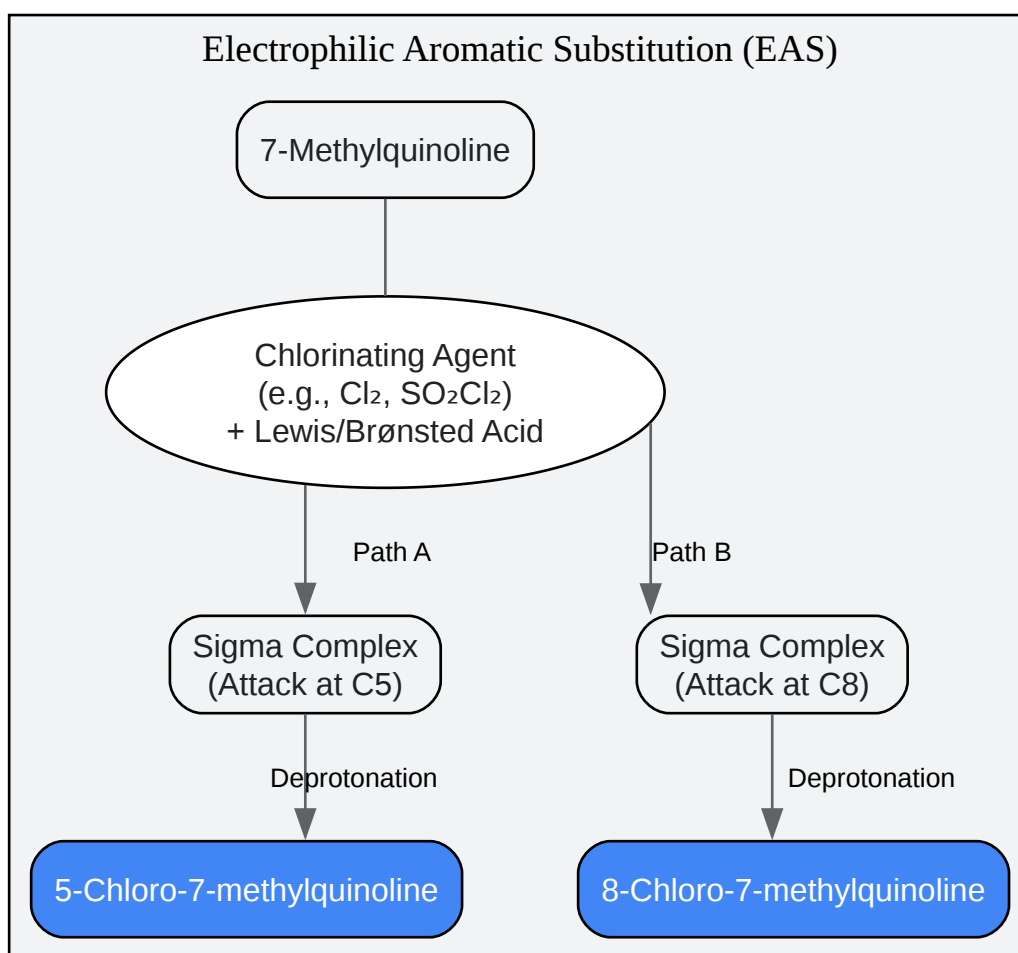 Electrophilic Aromatic Substitution (EAS)
7-Methylquinoline
Chlorinating Agent
(e.g., Cl₂, SO₂Cl₂)
+ Lewis/Brønsted Acid
Path A
Path B
Sigma Complex
(Attack at C5)
Sigma Complex
(Attack at C8)
Deprotonation
Deprotonation
5-Chloro-7-methylquinoline
8-Chloro-7-methylquinoline